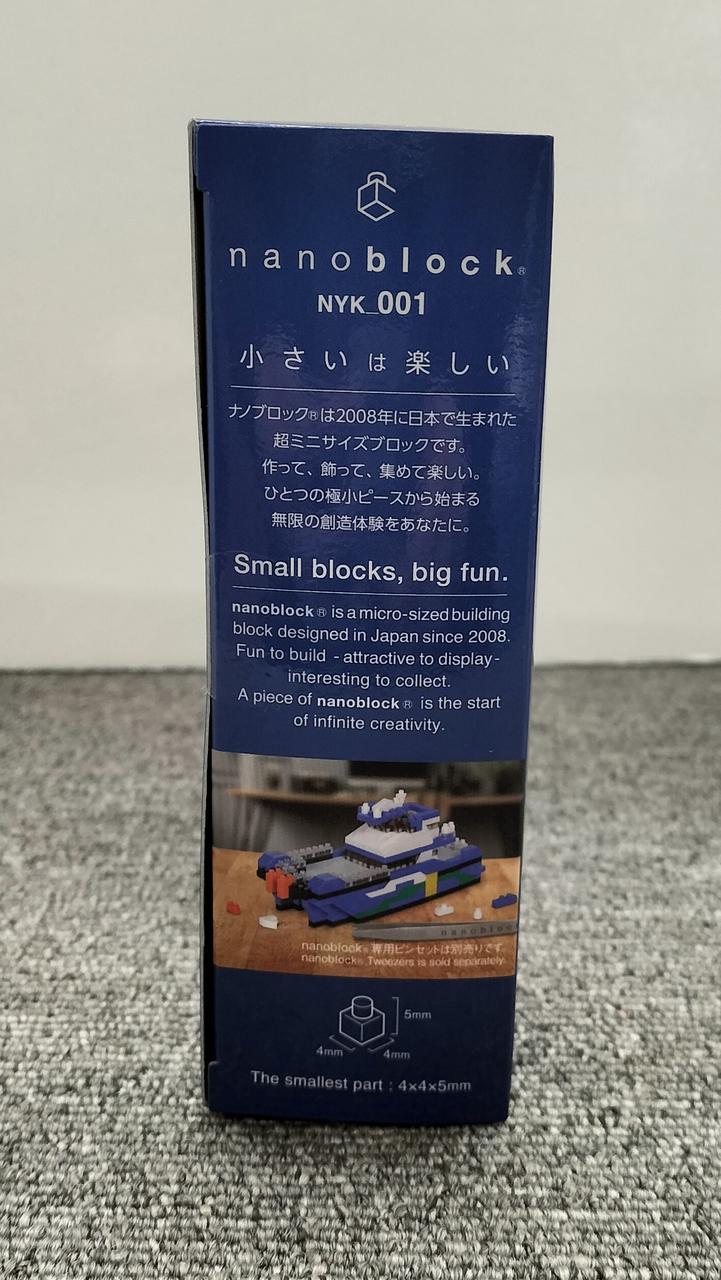 nanoblock®
NYK_001
小さいは楽しい
ナノブロック®は2008年に日本で生まれた
超ミニサイズブロックです。
作って、飾って、集めて楽しい。
ひとつの極小ピースから始まる
無限の創造体験をあなたに。
Small blocks, big fun.
nanoblock® is a micro-sized building
block designed in Japan since 2008.
Fun to build - attractive to display -
interesting to collect.
A piece of nanoblock® is the start
of infinite creativity.
nanoblock
nanoblock®専用ピンセットは別売りです。
nanoblock® Tweezers is sold separately.
5mm
4mm 4mm
The smallest part : 4×4×5mm